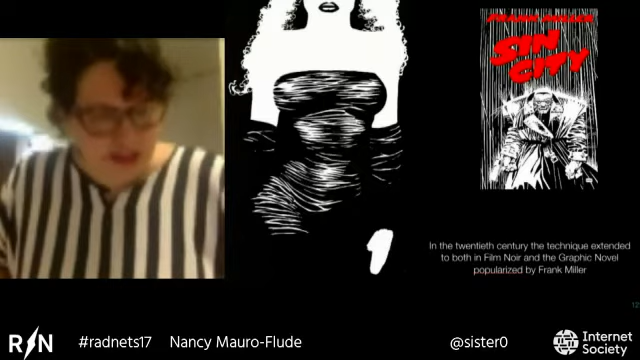 FRANK MILLER
SIN
CITY
In the twentieth century the technique extended
to both in Film Noir and the Graphic Novel
popularized by Frank Miller
RN #radnets17 Nancy Mauro-Flude @sister0 Internet
Society